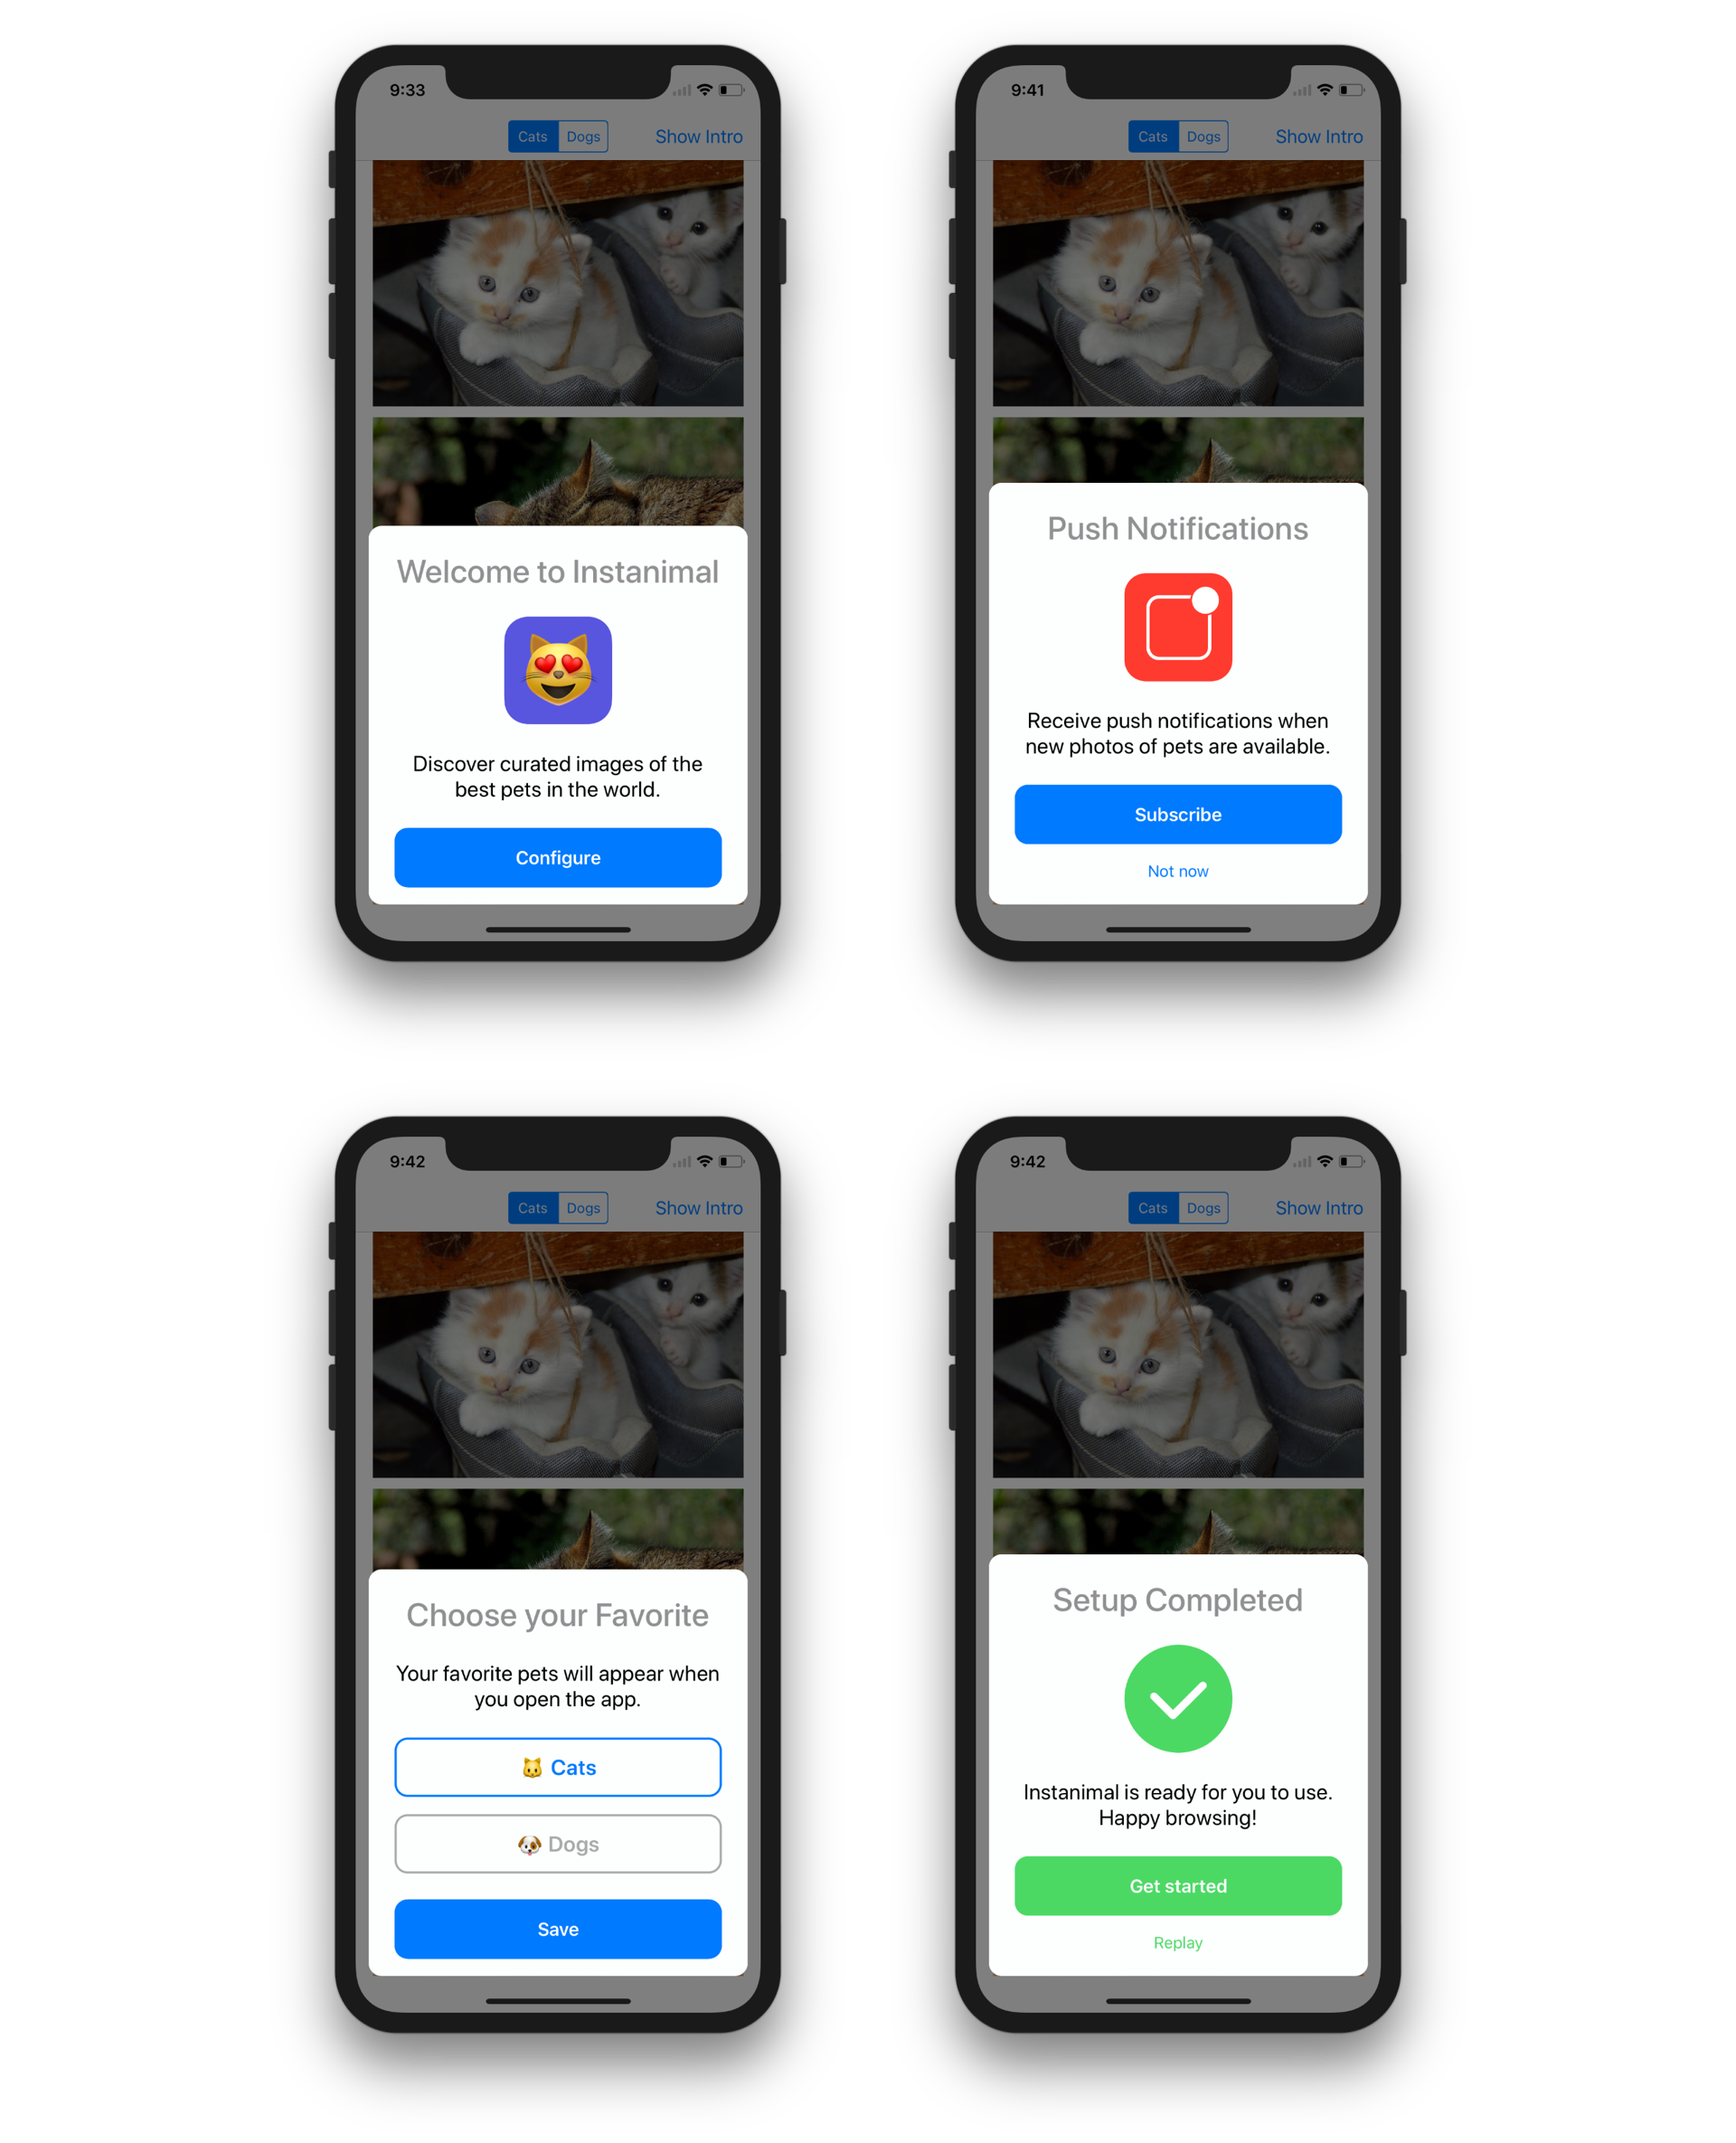 9:33
Cats Dogs Show Intro
Welcome to Instanimal
Discover curated images of the
best pets in the world.
Configure
9:41
Cats Dogs Show Intro
Push Notifications
Receive push notifications when
new photos of pets are available.
Subscribe
Not now
9:42
Cats Dogs Show Intro
Choose your Favorite
Your favorite pets will appear when
you open the app.
🐱 Cats
🐶 Dogs
Save
9:42
Cats Dogs Show Intro
Setup Completed
Instanimal is ready for you to use.
Happy browsing!
Get started
Replay